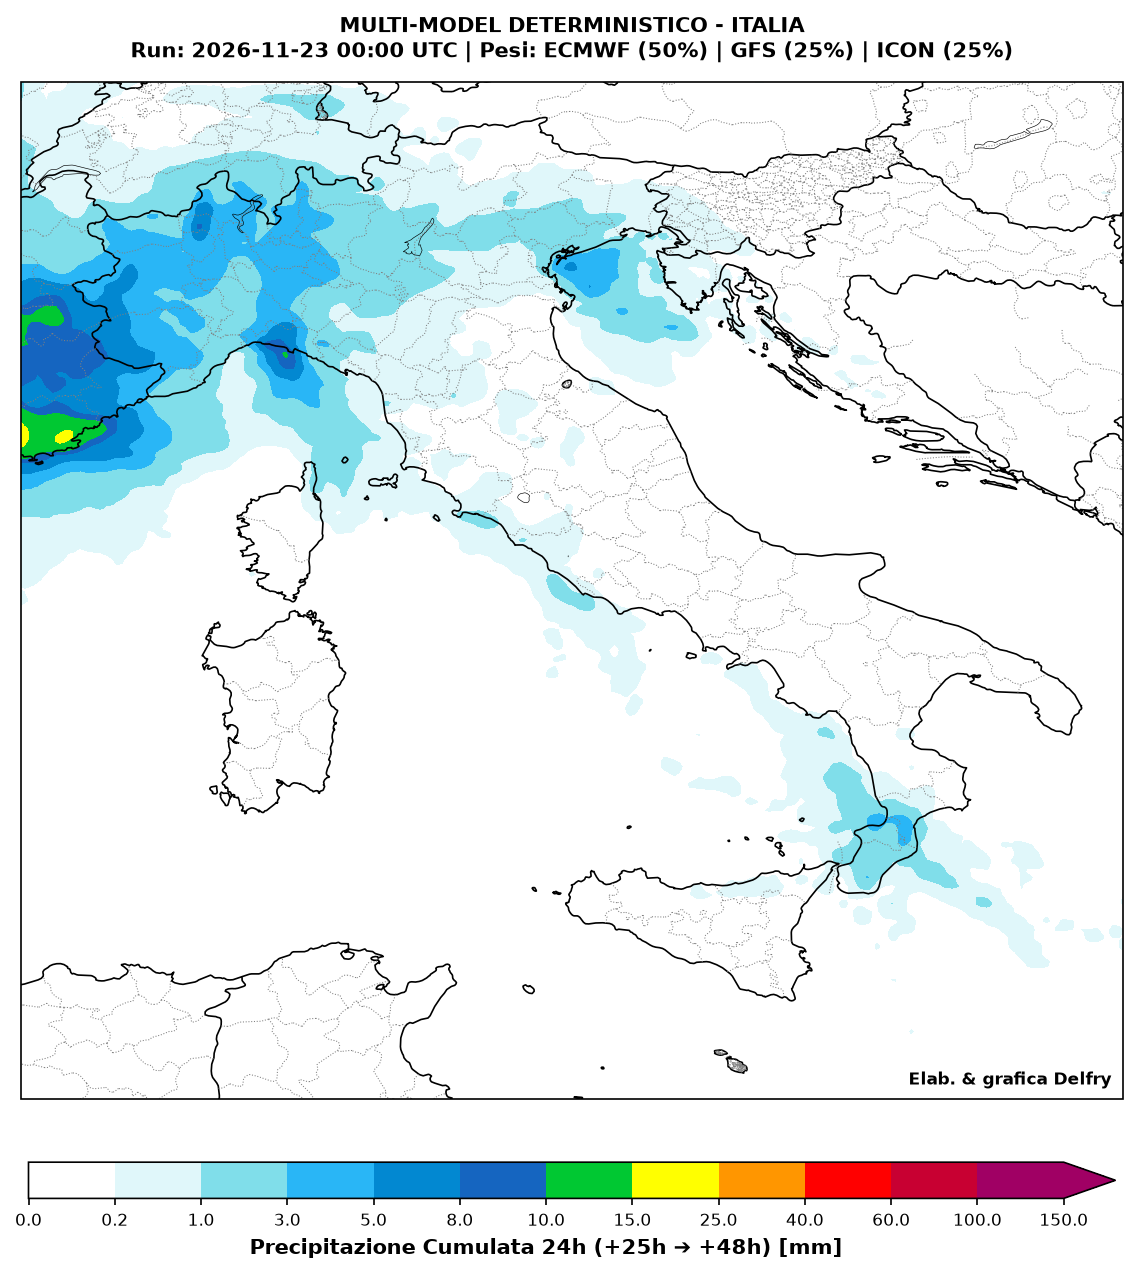 MULTI-MODEL DETERMINISTICO - ITALIA
Run: 2026-11-23 00:00 UTC | Pesi: ECMWF (50%) | GFS (25%) | ICON (25%)
Elab. & grafica Delfry
0.0 0.2 1.0 3.0 5.0 8.0 10.0 15.0 25.0 40.0 60.0 100.0 150.0
Precipitazione Cumulata 24h (+25h → +48h) [mm]